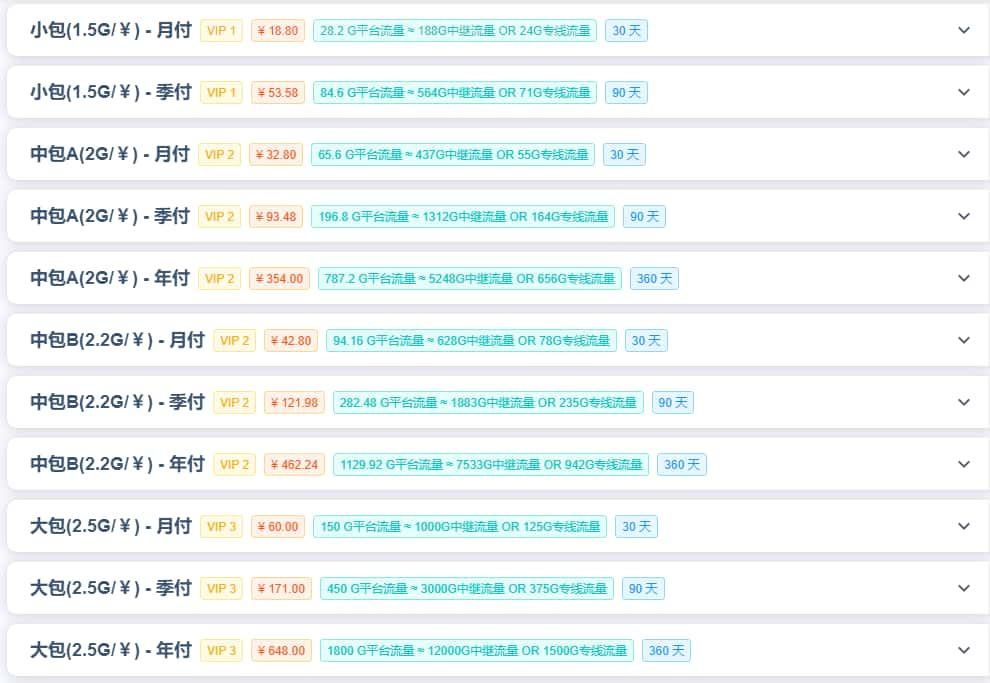 小包(1.5G/￥) - 月付 VIP 1 ￥18.80 28.2 G平台流量 ≈ 188G中继流量 OR 24G专线流量 30 天
小包(1.5G/￥) - 季付 VIP 1 ￥53.58 84.6 G平台流量 ≈ 564G中继流量 OR 71G专线流量 90 天
中包A(2G/￥) - 月付 VIP 2 ￥32.80 65.6 G平台流量 ≈ 437G中继流量 OR 55G专线流量 30 天
中包A(2G/￥) - 季付 VIP 2 ￥93.48 196.8 G平台流量 ≈ 1312G中继流量 OR 164G专线流量 90 天
中包A(2G/￥) - 年付 VIP 2 ￥354.00 787.2 G平台流量 ≈ 5248G中继流量 OR 656G专线流量 360 天
中包B(2.2G/￥) - 月付 VIP 2 ￥42.80 94.16 G平台流量 ≈ 628G中继流量 OR 78G专线流量 30 天
中包B(2.2G/￥) - 季付 VIP 2 ￥121.98 282.48 G平台流量 ≈ 1883G中继流量 OR 235G专线流量 90 天
中包B(2.2G/￥) - 年付 VIP 2 ￥462.24 1129.92 G平台流量 ≈ 7533G中继流量 OR 942G专线流量 360 天
大包(2.5G/￥) - 月付 VIP 3 ￥60.00 150 G平台流量 ≈ 1000G中继流量 OR 125G专线流量 30 天
大包(2.5G/￥) - 季付 VIP 3 ￥171.00 450 G平台流量 ≈ 3000G中继流量 OR 375G专线流量 90 天
大包(2.5G/￥) - 年付 VIP 3 ￥648.00 1800 G平台流量 ≈ 12000G中继流量 OR 1500G专线流量 360 天